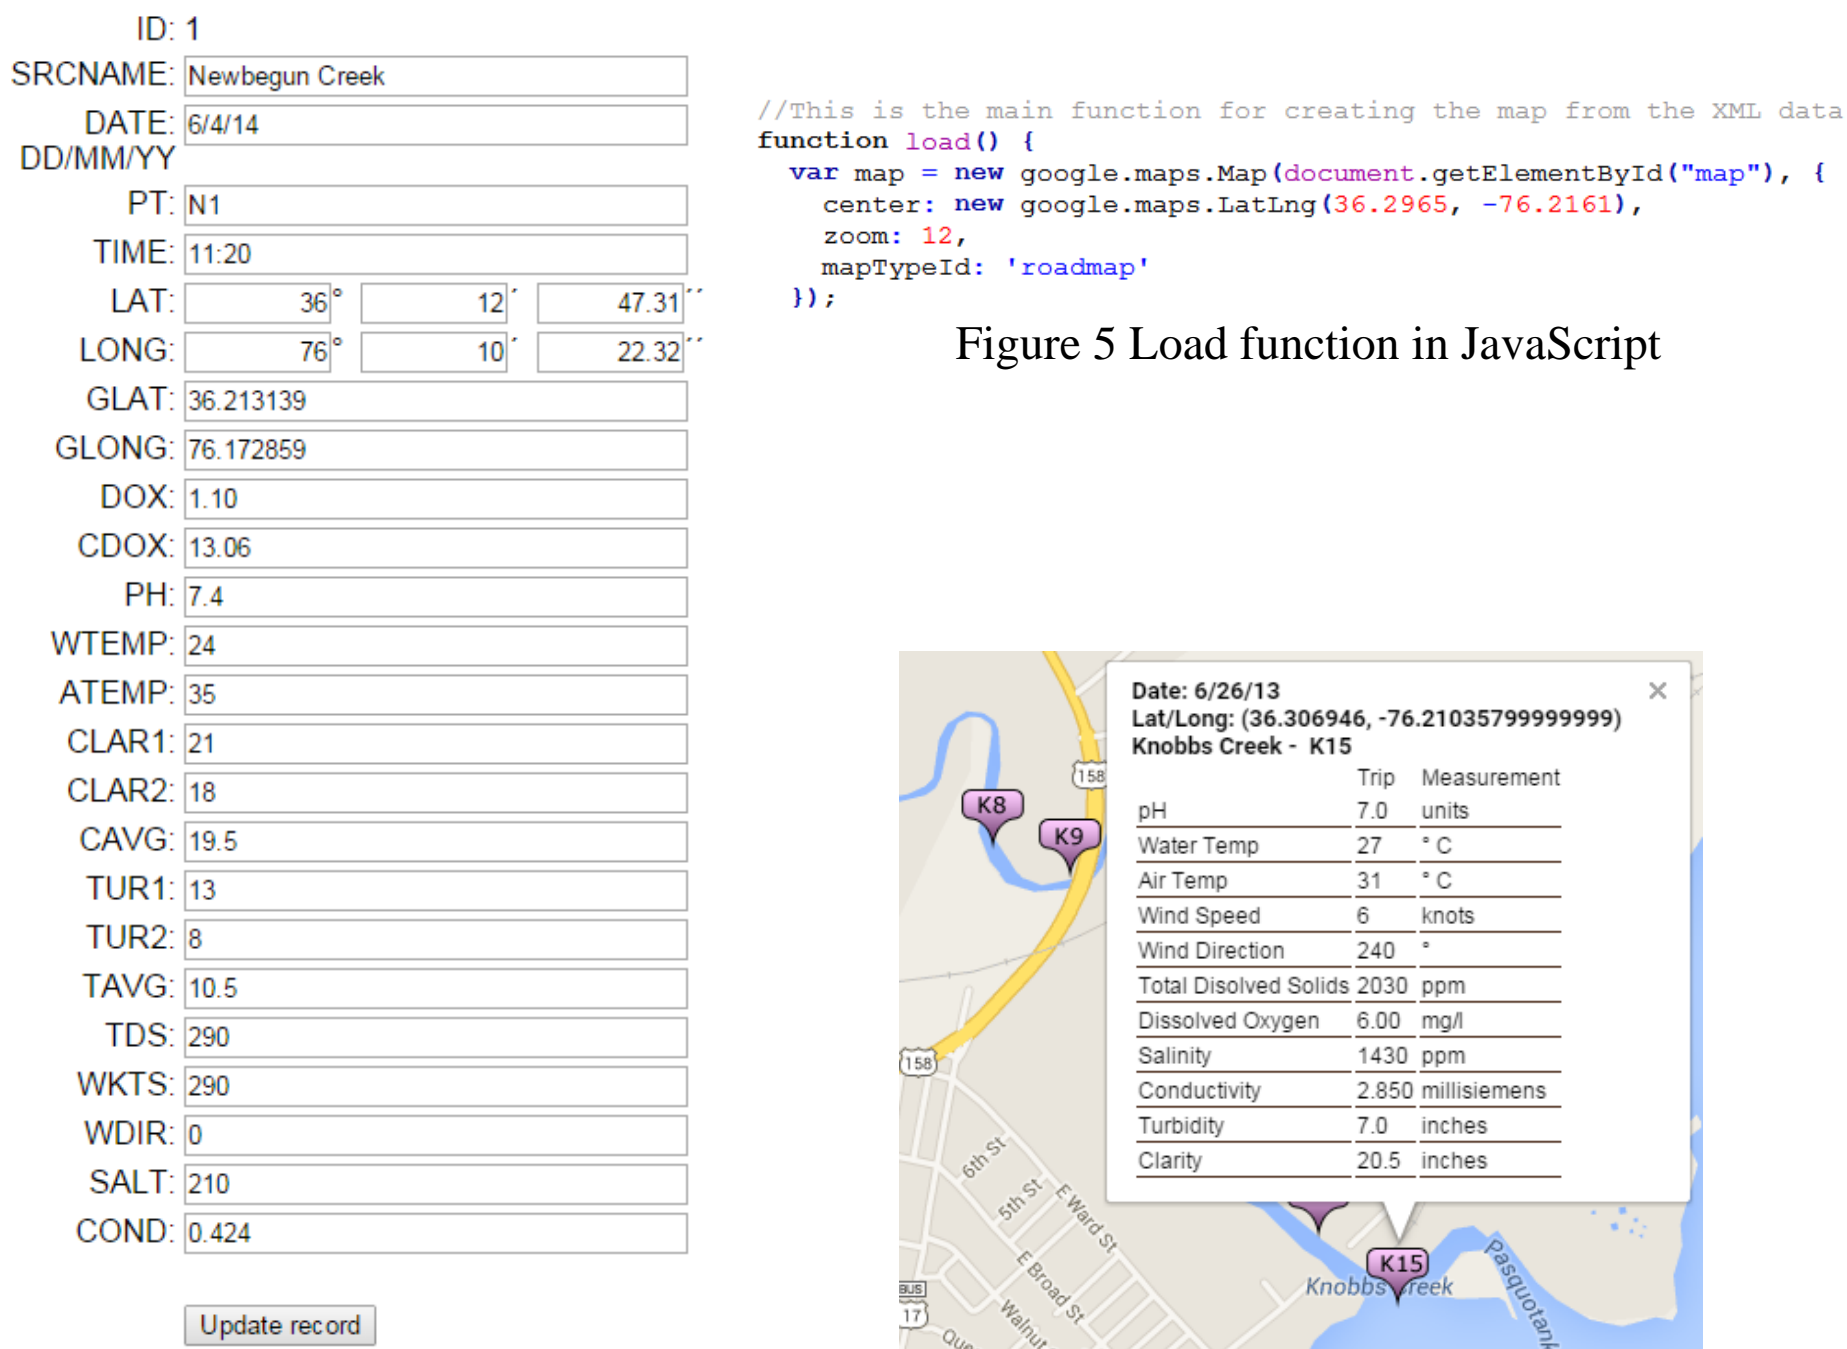 ID: 1
SRCNAME: Newbegun Creek
DATE: 6/4/14
DD/MM/YY
PT: N1
TIME: 11:20
LAT: 36° 12´ 47.31´´
LONG: 76° 10´ 22.32´´
GLAT: 36.213139
GLONG: 76.172859
DOX: 1.10
CDOX: 13.06
PH: 7.4
WTEMP: 24
ATEMP: 35
CLAR1: 21
CLAR2: 18
CAVG: 19.5
TUR1: 13
TUR2: 8
TAVG: 10.5
TDS: 290
WKTS: 290
WDIR: 0
SALT: 210
COND: 0.424
Update record
//This is the main function for creating the map from the XML data
function load() {
var map = new google.maps.Map(document.getElementById("map"), {
center: new google.maps.LatLng(36.2965, -76.2161),
zoom: 12,
mapTypeId: 'roadmap'
});
Figure 5 Load function in JavaScript
Date: 6/26/13 ×
Lat/Long: (36.306946, -76.21035799999999)
Knobbs Creek - K15
Trip Measurement
pH 7.0 units
Water Temp 27 ° C
Air Temp 31 ° C
Wind Speed 6 knots
Wind Direction 240 °
Total Disolved Solids 2030 ppm
Dissolved Oxygen 6.00 mg/l
Salinity 1430 ppm
Conductivity 2.850 millisiemens
Turbidity 7.0 inches
Clarity 20.5 inches
158
K8
K9
158
6th St
5th St
E Ward St
E Broad St
Walnut
K15
Knobbs Creek
Pasquotank
BUS
17